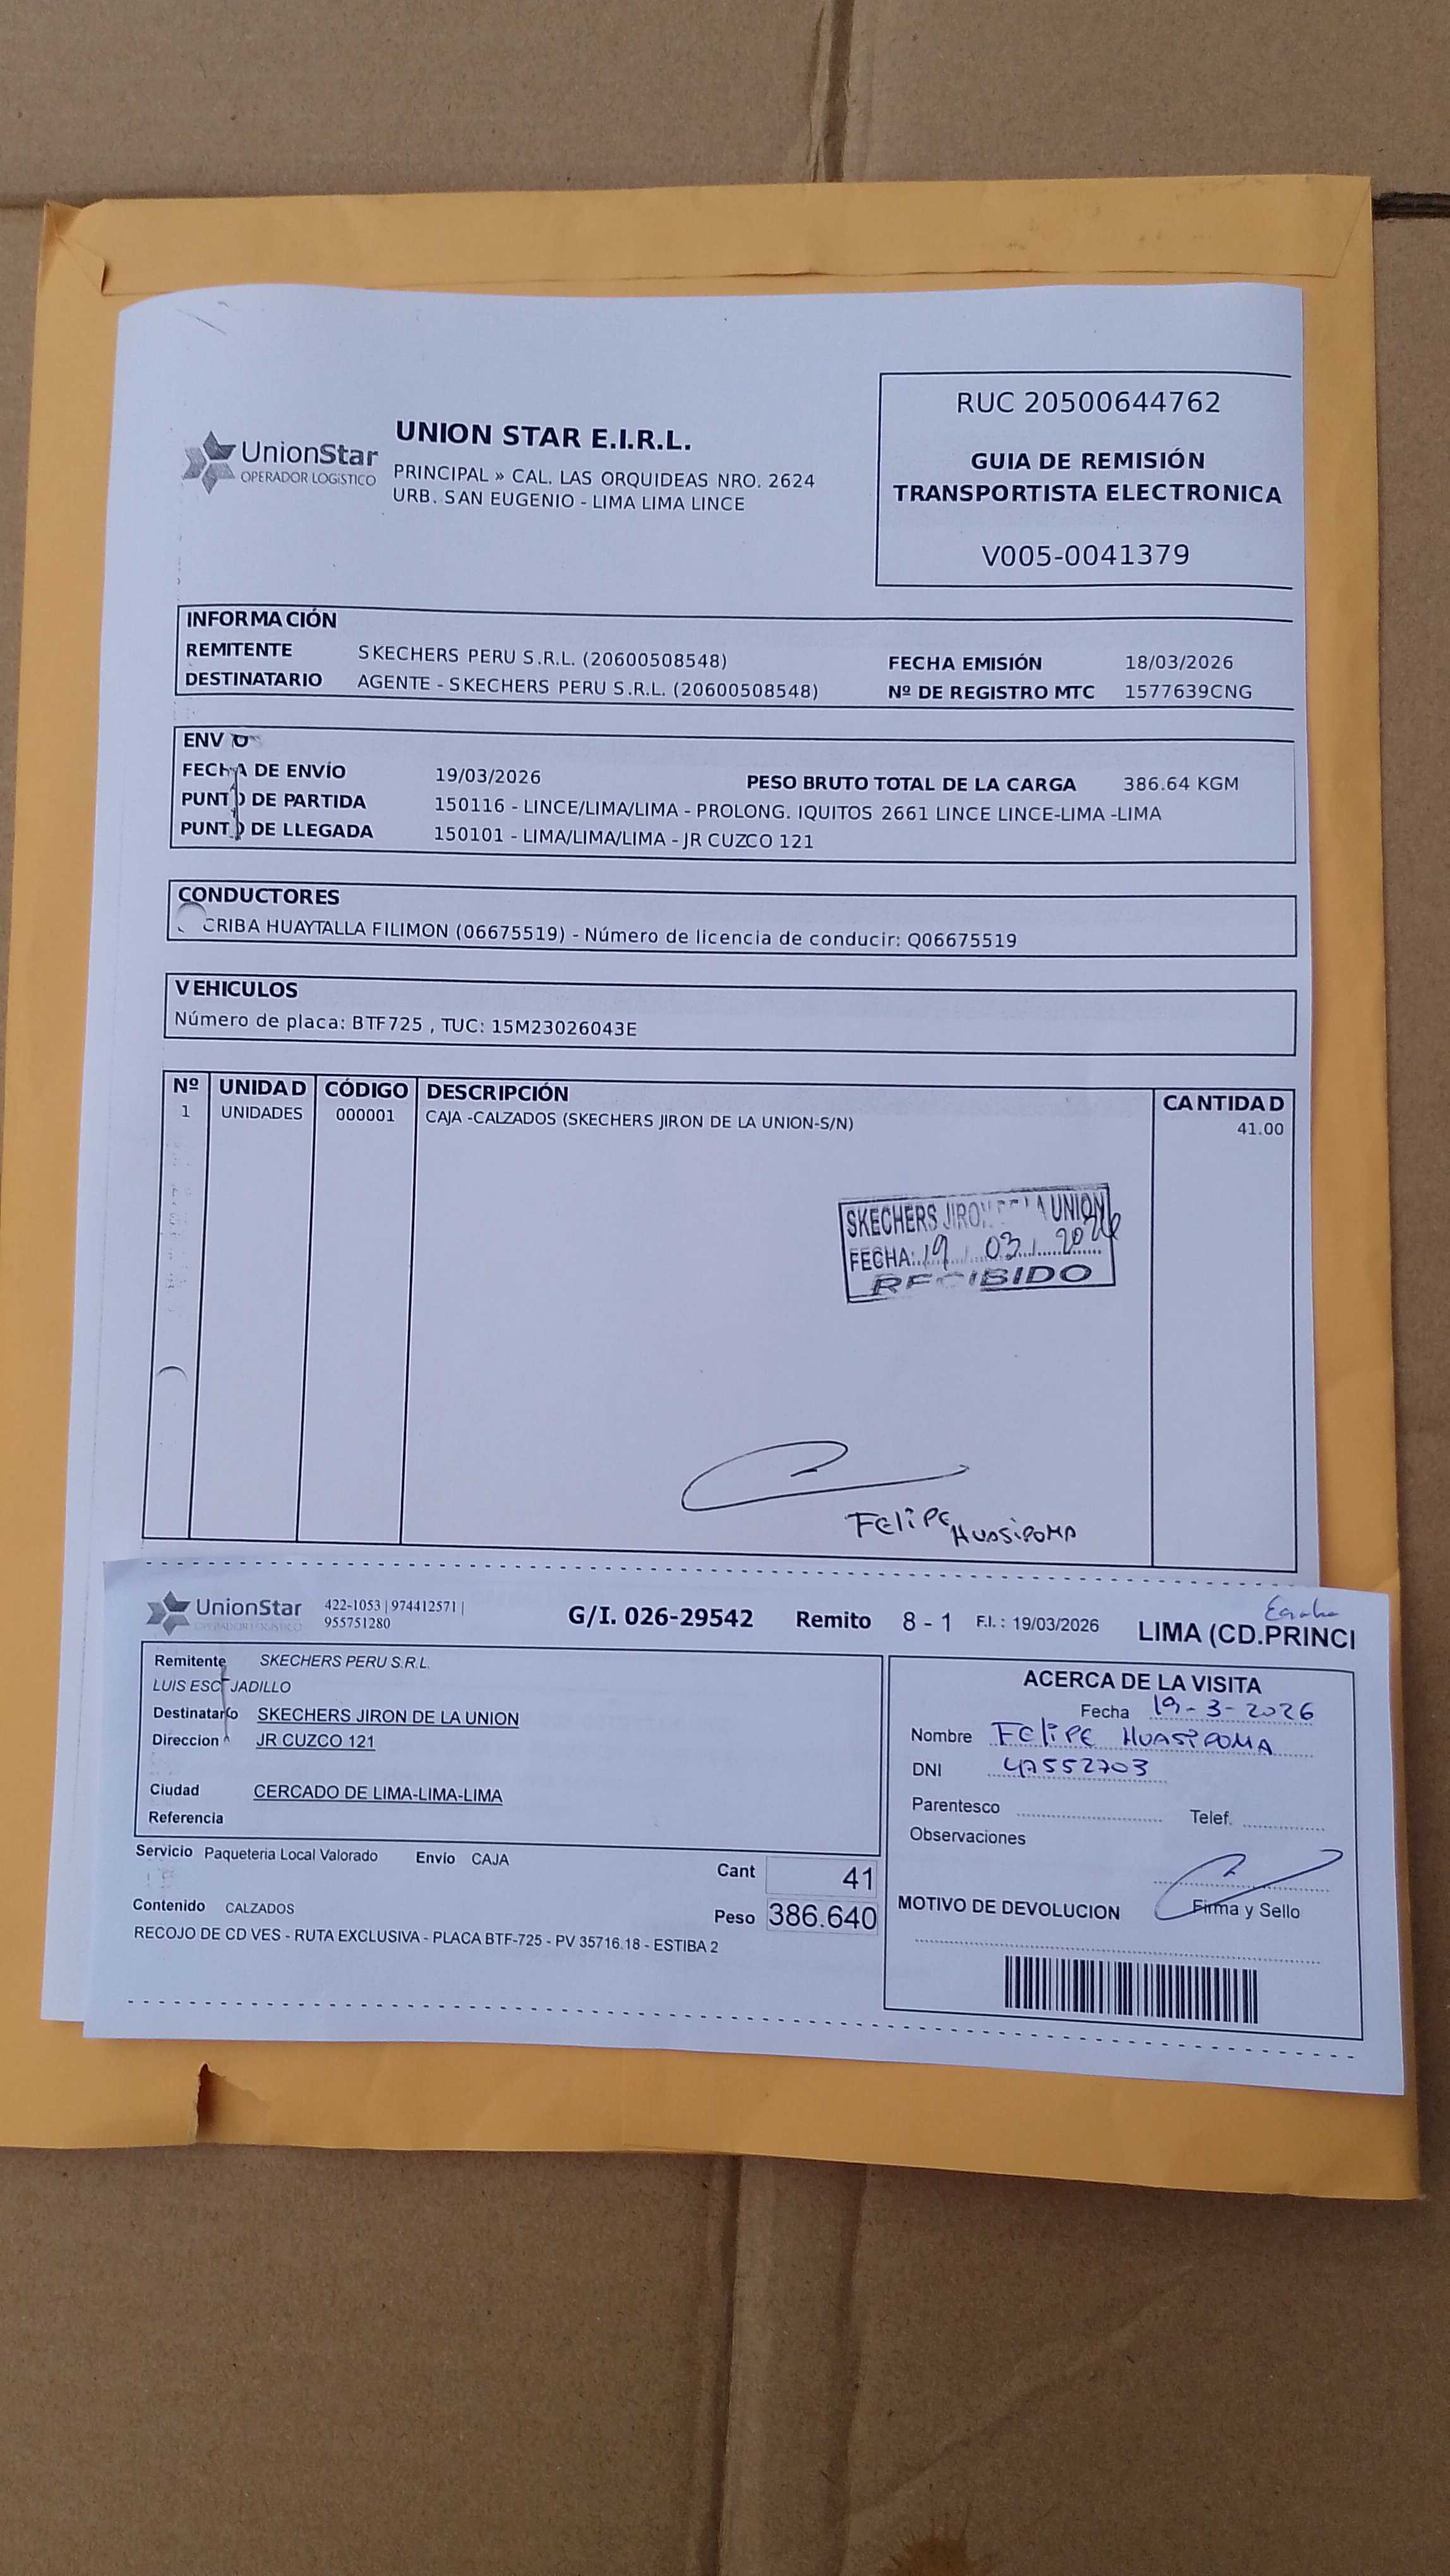 UnionStar
OPERADOR LOGíSTICO
UNION STAR E.I.R.L.
PRINCIPAL » CAL. LAS ORQUIDEAS NRO. 2624
URB. SAN EUGENIO - LIMA LIMA LINCE
RUC 20500644762
GUIA DE REMISIÓN
TRANSPORTISTA ELECTRONICA
V005-0041379
INFORMACIÓN
REMITENTE SKECHERS PERU S.R.L. (20600508548) FECHA EMISIÓN 18/03/2026
DESTINATARIO AGENTE - SKECHERS PERU S.R.L. (20600508548) Nº DE REGISTRO MTC 1577639CNG
FECHA DE ENVÍO 19/03/2026 PESO BRUTO TOTAL DE LA CARGA 386.64 KGM
PUNTO DE PARTIDA 150116 - LINCE/LIMA/LIMA - PROLONG. IQUITOS 2661 LINCE LINCE-LIMA -LIMA
PUNTO DE LLEGADA 150101 - LIMA/LIMA/LIMA - JR CUZCO 121
CONDUCTORES
HUAYTALLA FILIMON (06675519) - Número de licencia de conducir: Q06675519
VEHICULOS
Número de placa: BTF725 , TUC: 15M23026043E
Nº UNIDAD CÓDIGO DESCRIPCIÓN CANTIDAD
1 UNIDADES 000001 CAJA -CALZADOS (SKECHERS JIRON DE LA UNION-S/N) 41.00
SKECHERS JIRON DE LA UNION
FECHA: 19 03 2026
RECIBIDO
FELIPE HUASIPOMA
UnionStar
OPERADOR LOGíSTICO
422-1053 | 974412571 |
955751280
G/I. 026-29542 Remito 8 - 1 F.I. : 19/03/2026 LIMA (CD.PRINCI
Remitente SKECHERS PERU S.R.L.
LUIS
Destinatario SKECHERS JIRON DE LA UNION
Direccion JR CUZCO 121
Ciudad CERCADO DE LIMA-LIMA-LIMA
Referencia
Servicio Paqueteria Local Valorado Envío CAJA
Cant 41
Contenido CALZADOS
Peso 386.640
RECOJO DE CD VES - RUTA EXCLUSIVA - PLACA BTF-725 - PV 35716.18 - ESTIBA 2
ACERCA DE LA VISITA
Fecha 19-3-2026
Nombre FELIPE HUASIPOMA
DNI 47552703
Parentesco Telef.
Observaciones
Firma y Sello
MOTIVO DE DEVOLUCION